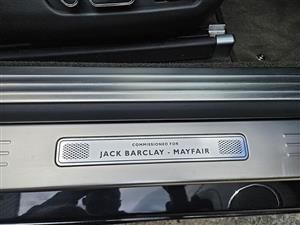 COMMISSIONED FOR
JACK BARCLAY - MAYFAIR